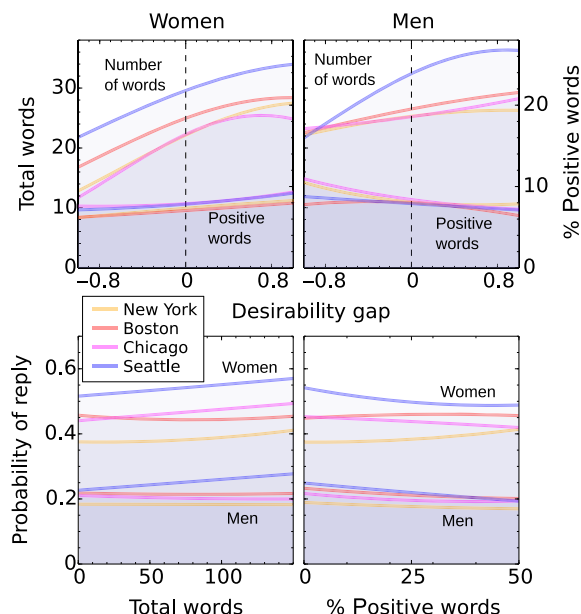 Women
Men
Number
of words
Number
of words
Total words
% Positive words
30
20
10
0
20
10
0
Positive
words
Positive
words
−0.8
0
0.8
−0.8
0
0.8
Desirability gap
New York
Boston
Chicago
Seattle
Probability of reply
0.6
0.4
0.2
0
Women
Men
Women
Men
0
50
100
0
50
Total words
% Positive words